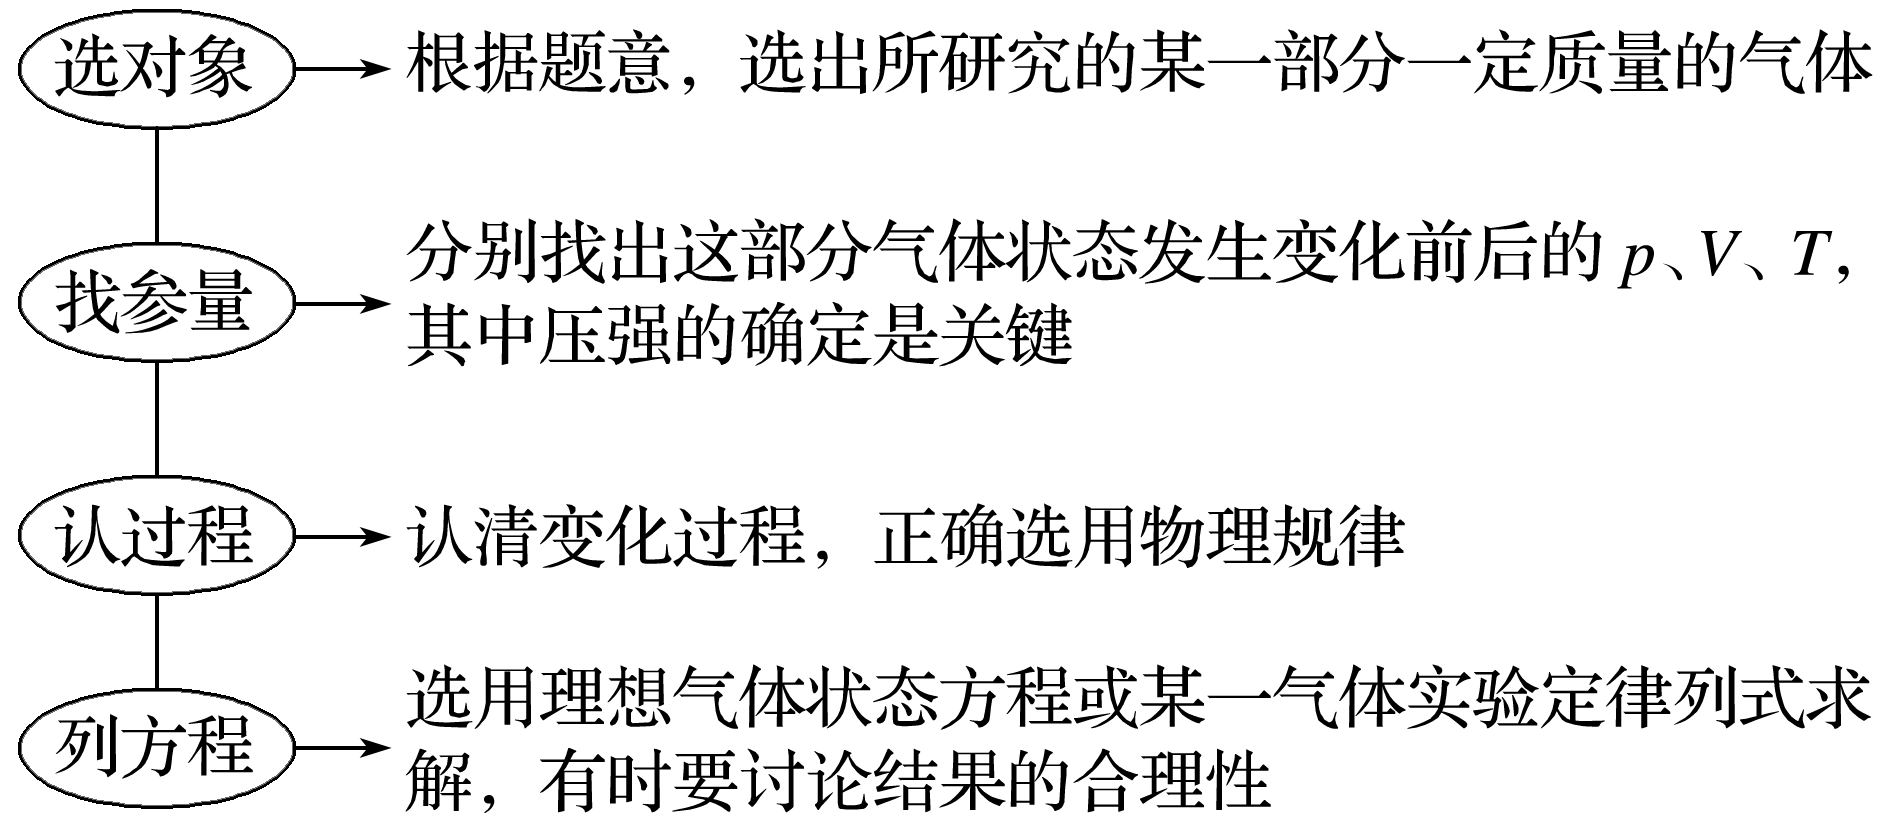 选对象
根据题意，选出所研究的某一部分一定质量的气体
找参量
分别找出这部分气体状态发生变化前后的 p、V、T，
其中压强的确定是关键
认过程
认清变化过程，正确选用物理规律
列方程
选用理想气体状态方程或某一气体实验定律列式求
解，有时要讨论结果的合理性